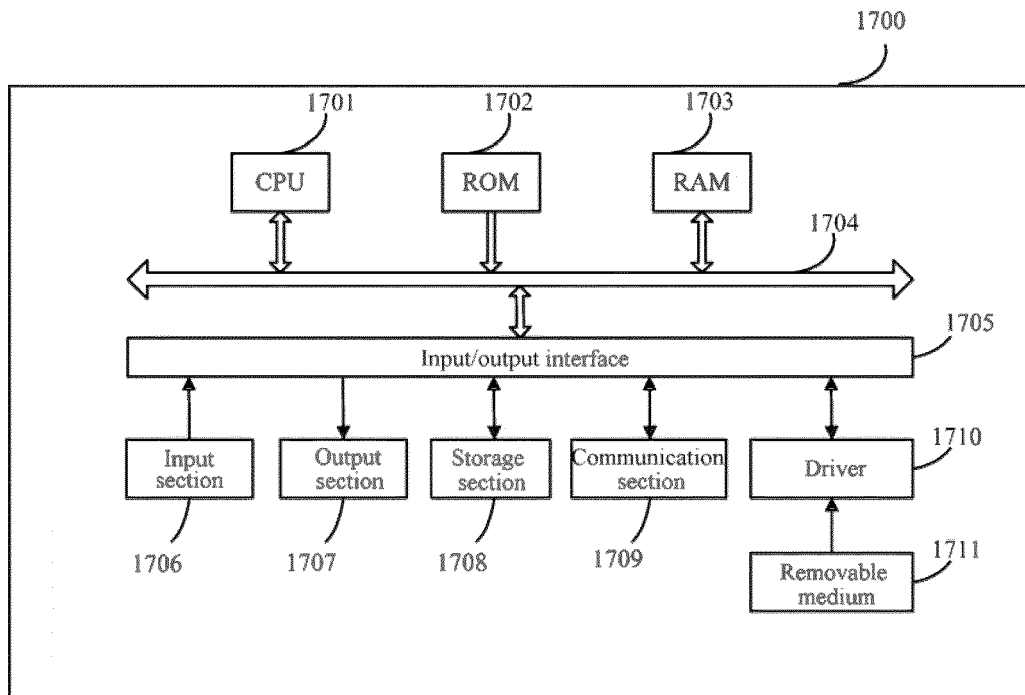 1700
1701
1702
1703
CPU
ROM
RAM
1704
1705
Input/output interface
1710
Input
section
Output
section
Storage
section
Communication
section
Driver
1706
1707
1708
1709
1711
Removable
medium